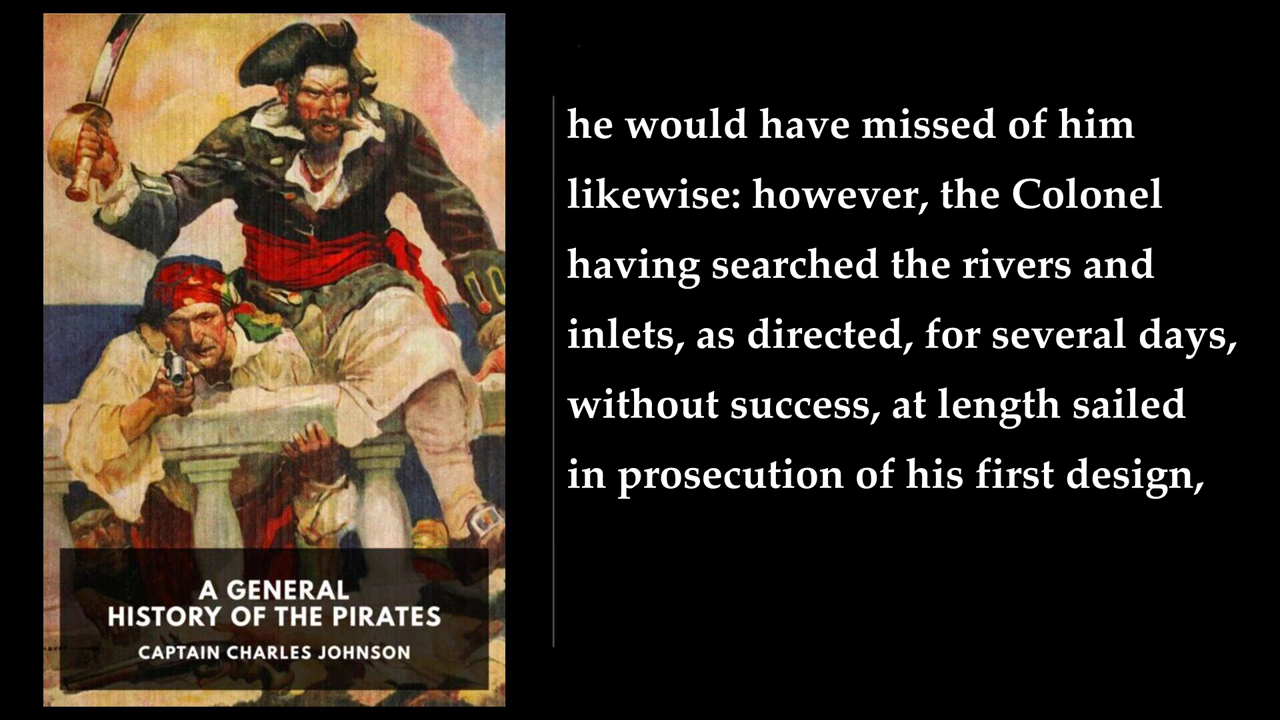 he would have missed of him
likewise: however, the Colonel
having searched the rivers and
inlets, as directed, for several days,
without success, at length sailed
in prosecution of his first design,
A GENERAL
HISTORY OF THE PIRATES
CAPTAIN CHARLES JOHNSON